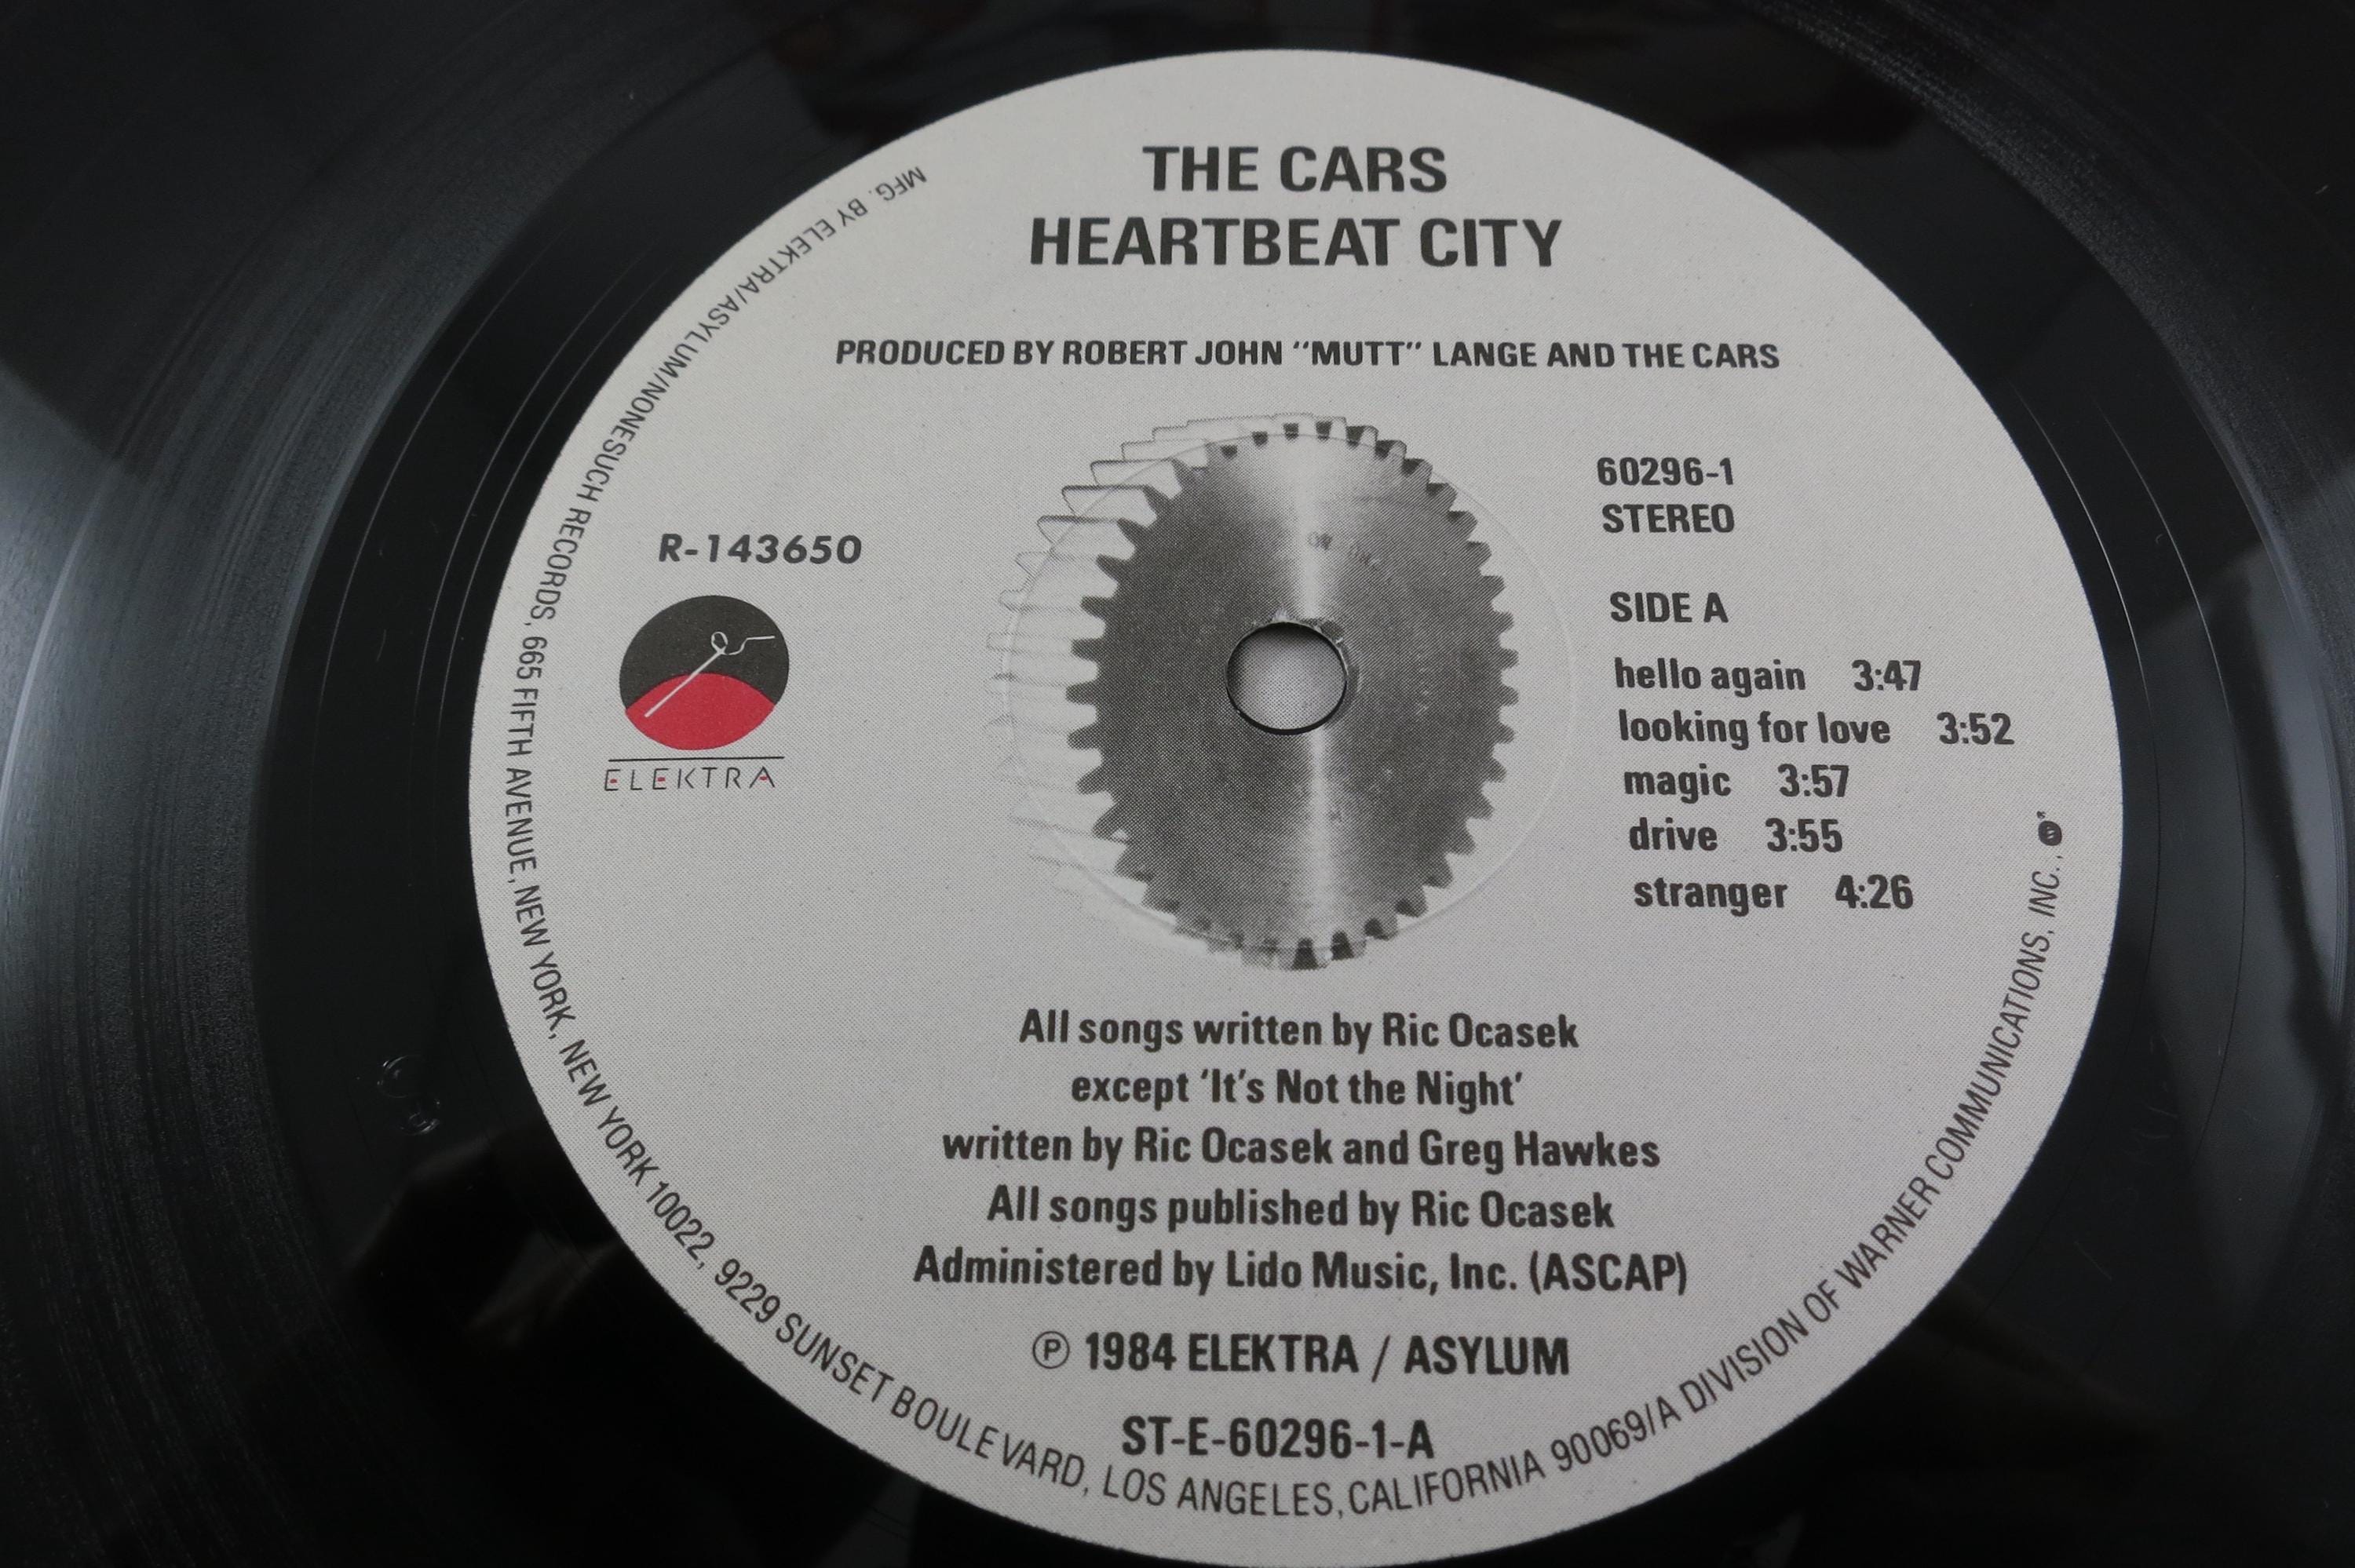 THE CARS
HEARTBEAT CITY
PRODUCED BY ROBERT JOHN "MUTT" LANGE AND THE CARS
60296-1
STEREO
R-143650
ELEKTRA
SIDE A
hello again 3:47
looking for love 3:52
magic 3:57
drive 3:55
stranger 4:26
All songs written by Ric Ocasek
except ‘It's Not the Night’
written by Ric Ocasek and Greg Hawkes
All songs published by Ric Ocasek
Administered by Lido Music, Inc. (ASCAP)
Ⓟ 1984 ELEKTRA / ASYLUM
ST-E-60296-1-A
MFG. BY ELEKTRA/ASYLUM/NONESUCH RECORDS, 665 FIFTH AVENUE, NEW YORK, NEW YORK 10022, 9229 SUNSET BOULEVARD, LOS ANGELES, CALIFORNIA 90069/A DIVISION OF WARNER COMMUNICATIONS, INC.,